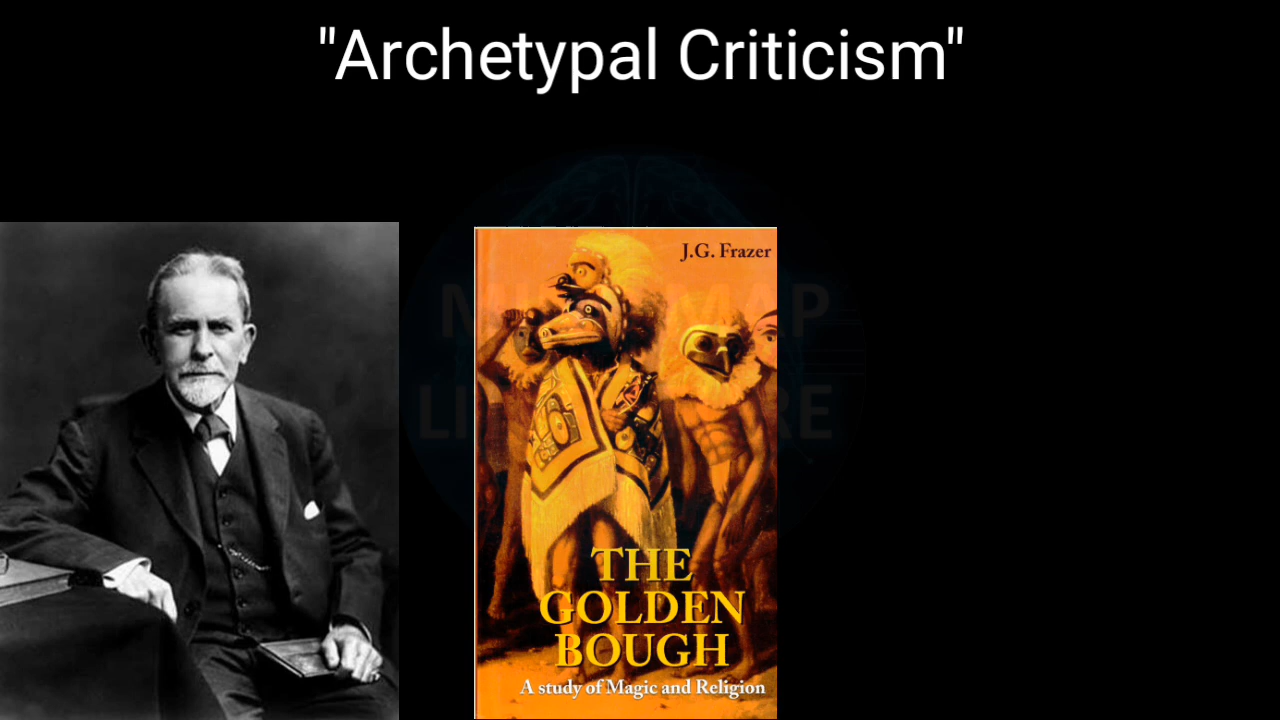 "Archetypal Criticism"
J.G. Frazer
THE
GOLDEN
BOUGH
A study of Magic and Religion